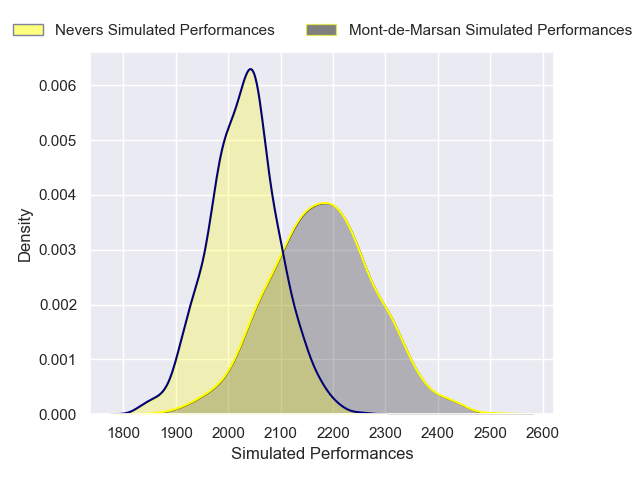 Nevers Simulated Performances Mont-de-Marsan Simulated Performances
0.006
0.005
0.004
0.003
0.002
0.001
0.000
Density
1800 1900 2000 2100 2200 2300 2400 2500 2600
Simulated Performances